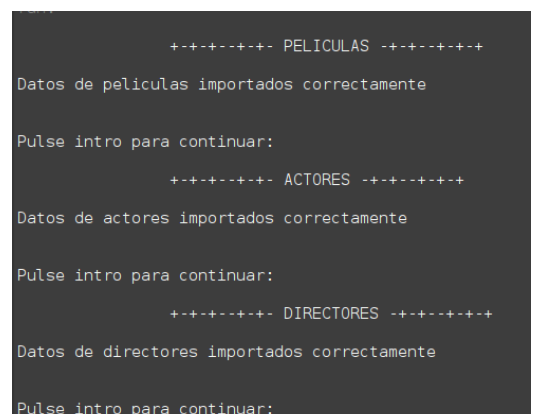 +-+-+--+-+- PELICULAS -+-+--+-+-+
Datos de peliculas importados correctamente
Pulse intro para continuar:
+-+-+--+-+- ACTORES -+-+--+-+-+
Datos de actores importados correctamente
Pulse intro para continuar:
+-+-+--+-+- DIRECTORES -+-+--+-+-+
Datos de directores importados correctamente
Pulse intro para continuar: